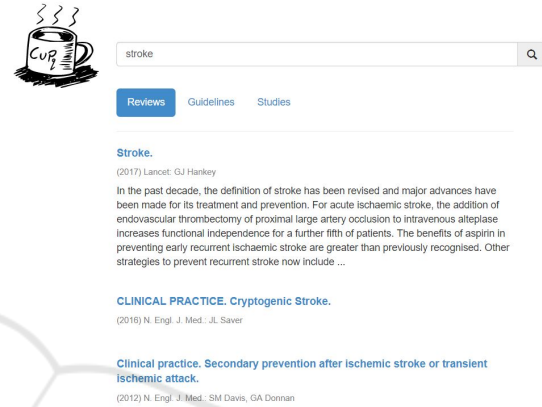 CUP2
stroke
Reviews Guidelines Studies
Stroke.
(2017) Lancet: GJ Hankey
In the past decade, the definition of stroke has been revised and major advances have
been made for its treatment and prevention. For acute ischaemic stroke, the addition of
endovascular thrombectomy of proximal large artery occlusion to intravenous alteplase
increases functional independence for a further fifth of patients. The benefits of aspirin in
preventing early recurrent ischaemic stroke are greater than previously recognised. Other
strategies to prevent recurrent stroke now include ...
CLINICAL PRACTICE. Cryptogenic Stroke.
(2016) N. Engl. J. Med.: JL Saver
Clinical practice. Secondary prevention after ischemic stroke or transient
ischemic attack.
(2012) N. Engl. J. Med.: SM Davis, GA Donnan